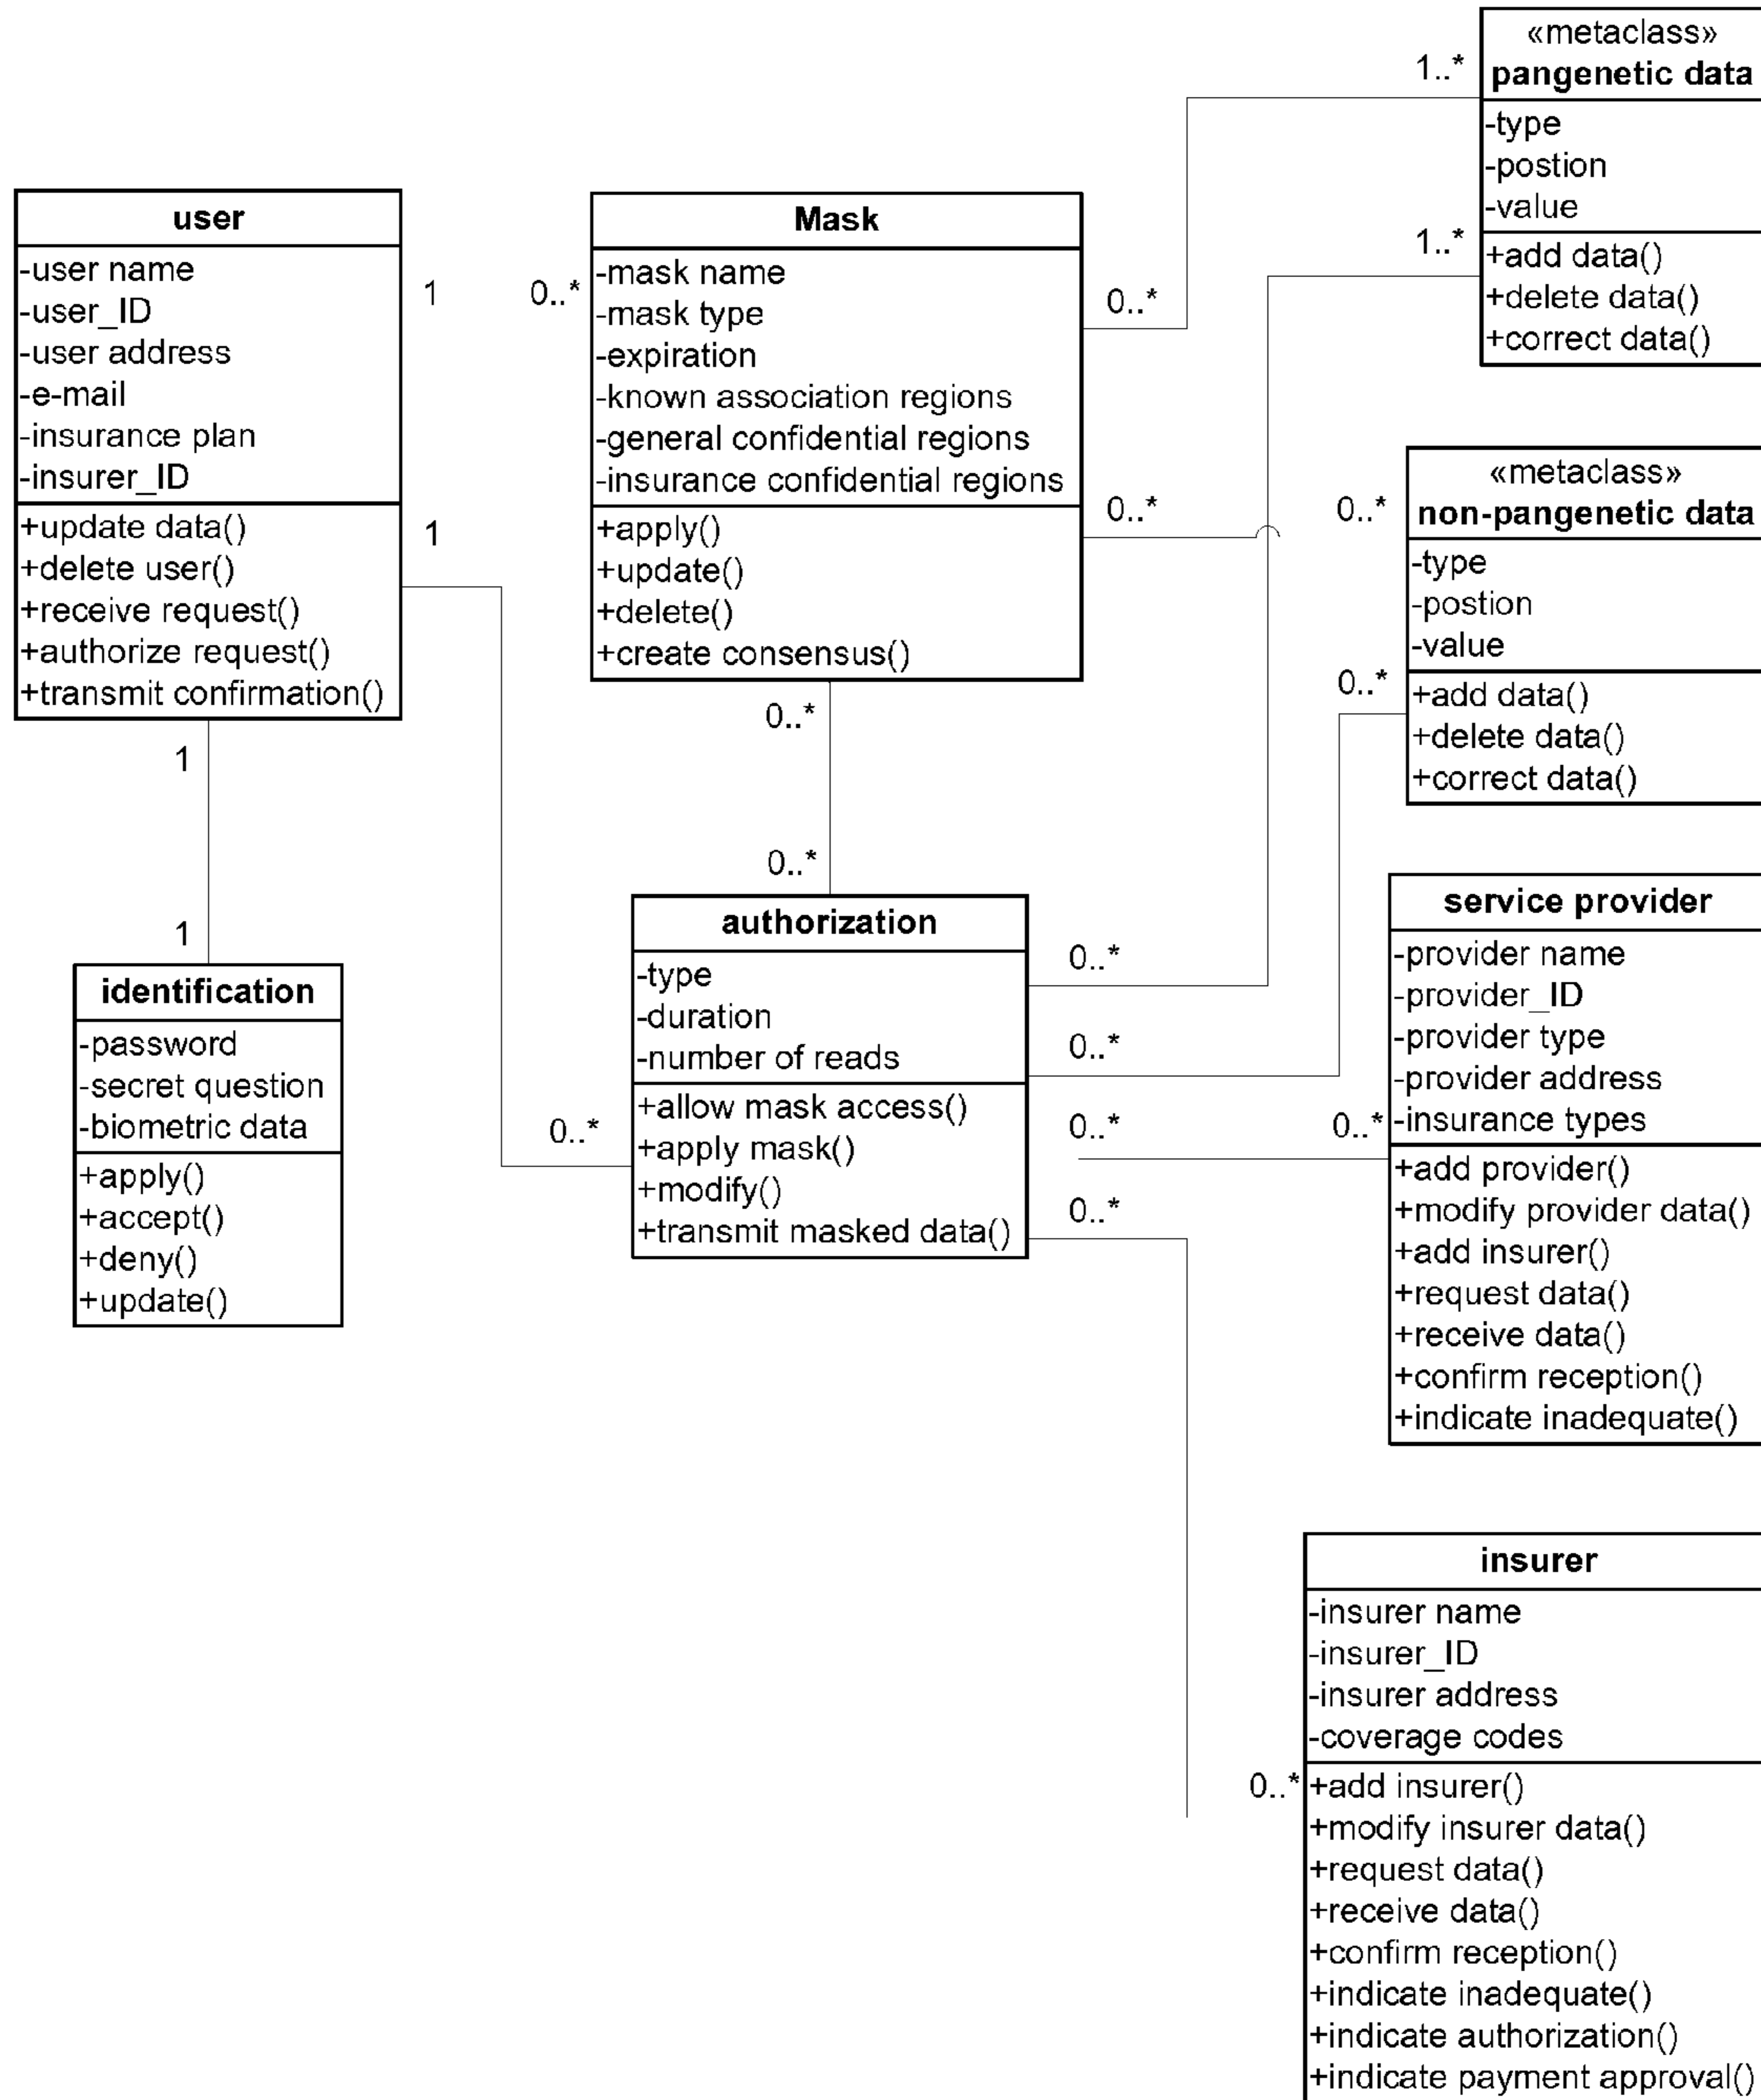 user
-user name
-user_ID
-user address
-e-mail
-insurance plan
-insurer_ID
+update data()
+delete user()
+receive request()
+authorize request()
+transmit confirmation()
1
0..*
1
1
1
identification
-password
-secret question
-biometric data
+apply()
+accept()
+deny()
+update()
Mask
-mask name
-mask type
-expiration
-known association regions
-general confidential regions
-insurance confidential regions
+apply()
+update()
+delete()
+create consensus()
0..*
0..*
0..*
0..*
authorization
-type
-duration
-number of reads
+allow mask access()
+apply mask()
+modify()
+transmit masked data()
0..*
0..*
0..*
0..*
0..*
1..*
«metaclass»
pangenetic data
-type
-postion
-value
1..*
+add data()
+delete data()
+correct data()
«metaclass»
0..*
non-pangenetic data
-type
-postion
-value
0..*
+add data()
+delete data()
+correct data()
service provider
-provider name
-provider_ID
-provider type
-provider address
0..*
-insurance types
+add provider()
+modify provider data()
+add insurer()
+request data()
+receive data()
+confirm reception()
+indicate inadequate()
insurer
-insurer name
-insurer_ID
-insurer address
-coverage codes
0..*
+add insurer()
+modify insurer data()
+request data()
+receive data()
+confirm reception()
+indicate inadequate()
+indicate authorization()
+indicate payment approval()